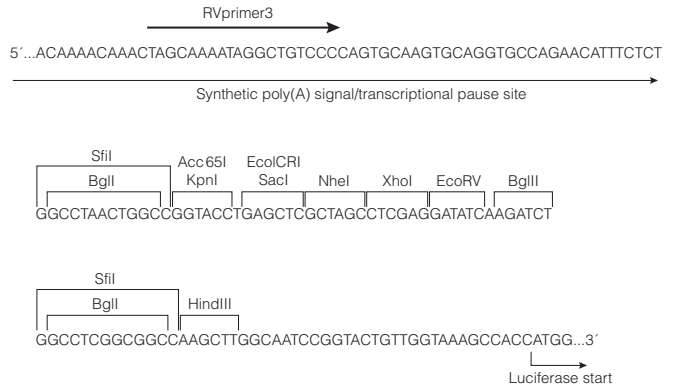 RVprimer3
5´...ACAAAACAAACTAGCAAAATAGGCTGTCCCCAGTGCAAGTGCAGGTGCCAGAACATTTCTCT
Synthetic poly(A) signal/transcriptional pause site
SfiI
Acc65I EcoICRI
BglI KpnI SacI NheI XhoI EcoRV BglII
GGCCTAACTGGCCGGTACCTGAGCTCGCTAGCCTCGAGGATATCAAGATCT
SfiI
BglI HindIII
GGCCTCGGCGGCCAAGCTTGGCAATCCGGTACTGTTGGTAAAGCCACCATGG...3´
Luciferase start